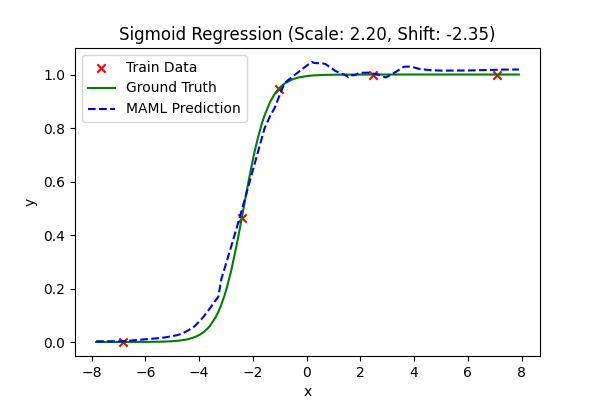 Sigmoid Regression (Scale: 2.20, Shift: -2.35)
Train Data
Ground Truth
MAML Prediction
1.0
0.8
0.6
0.4
0.2
0.0
y
−8 −6 −4 −2 0 2 4 6 8
x